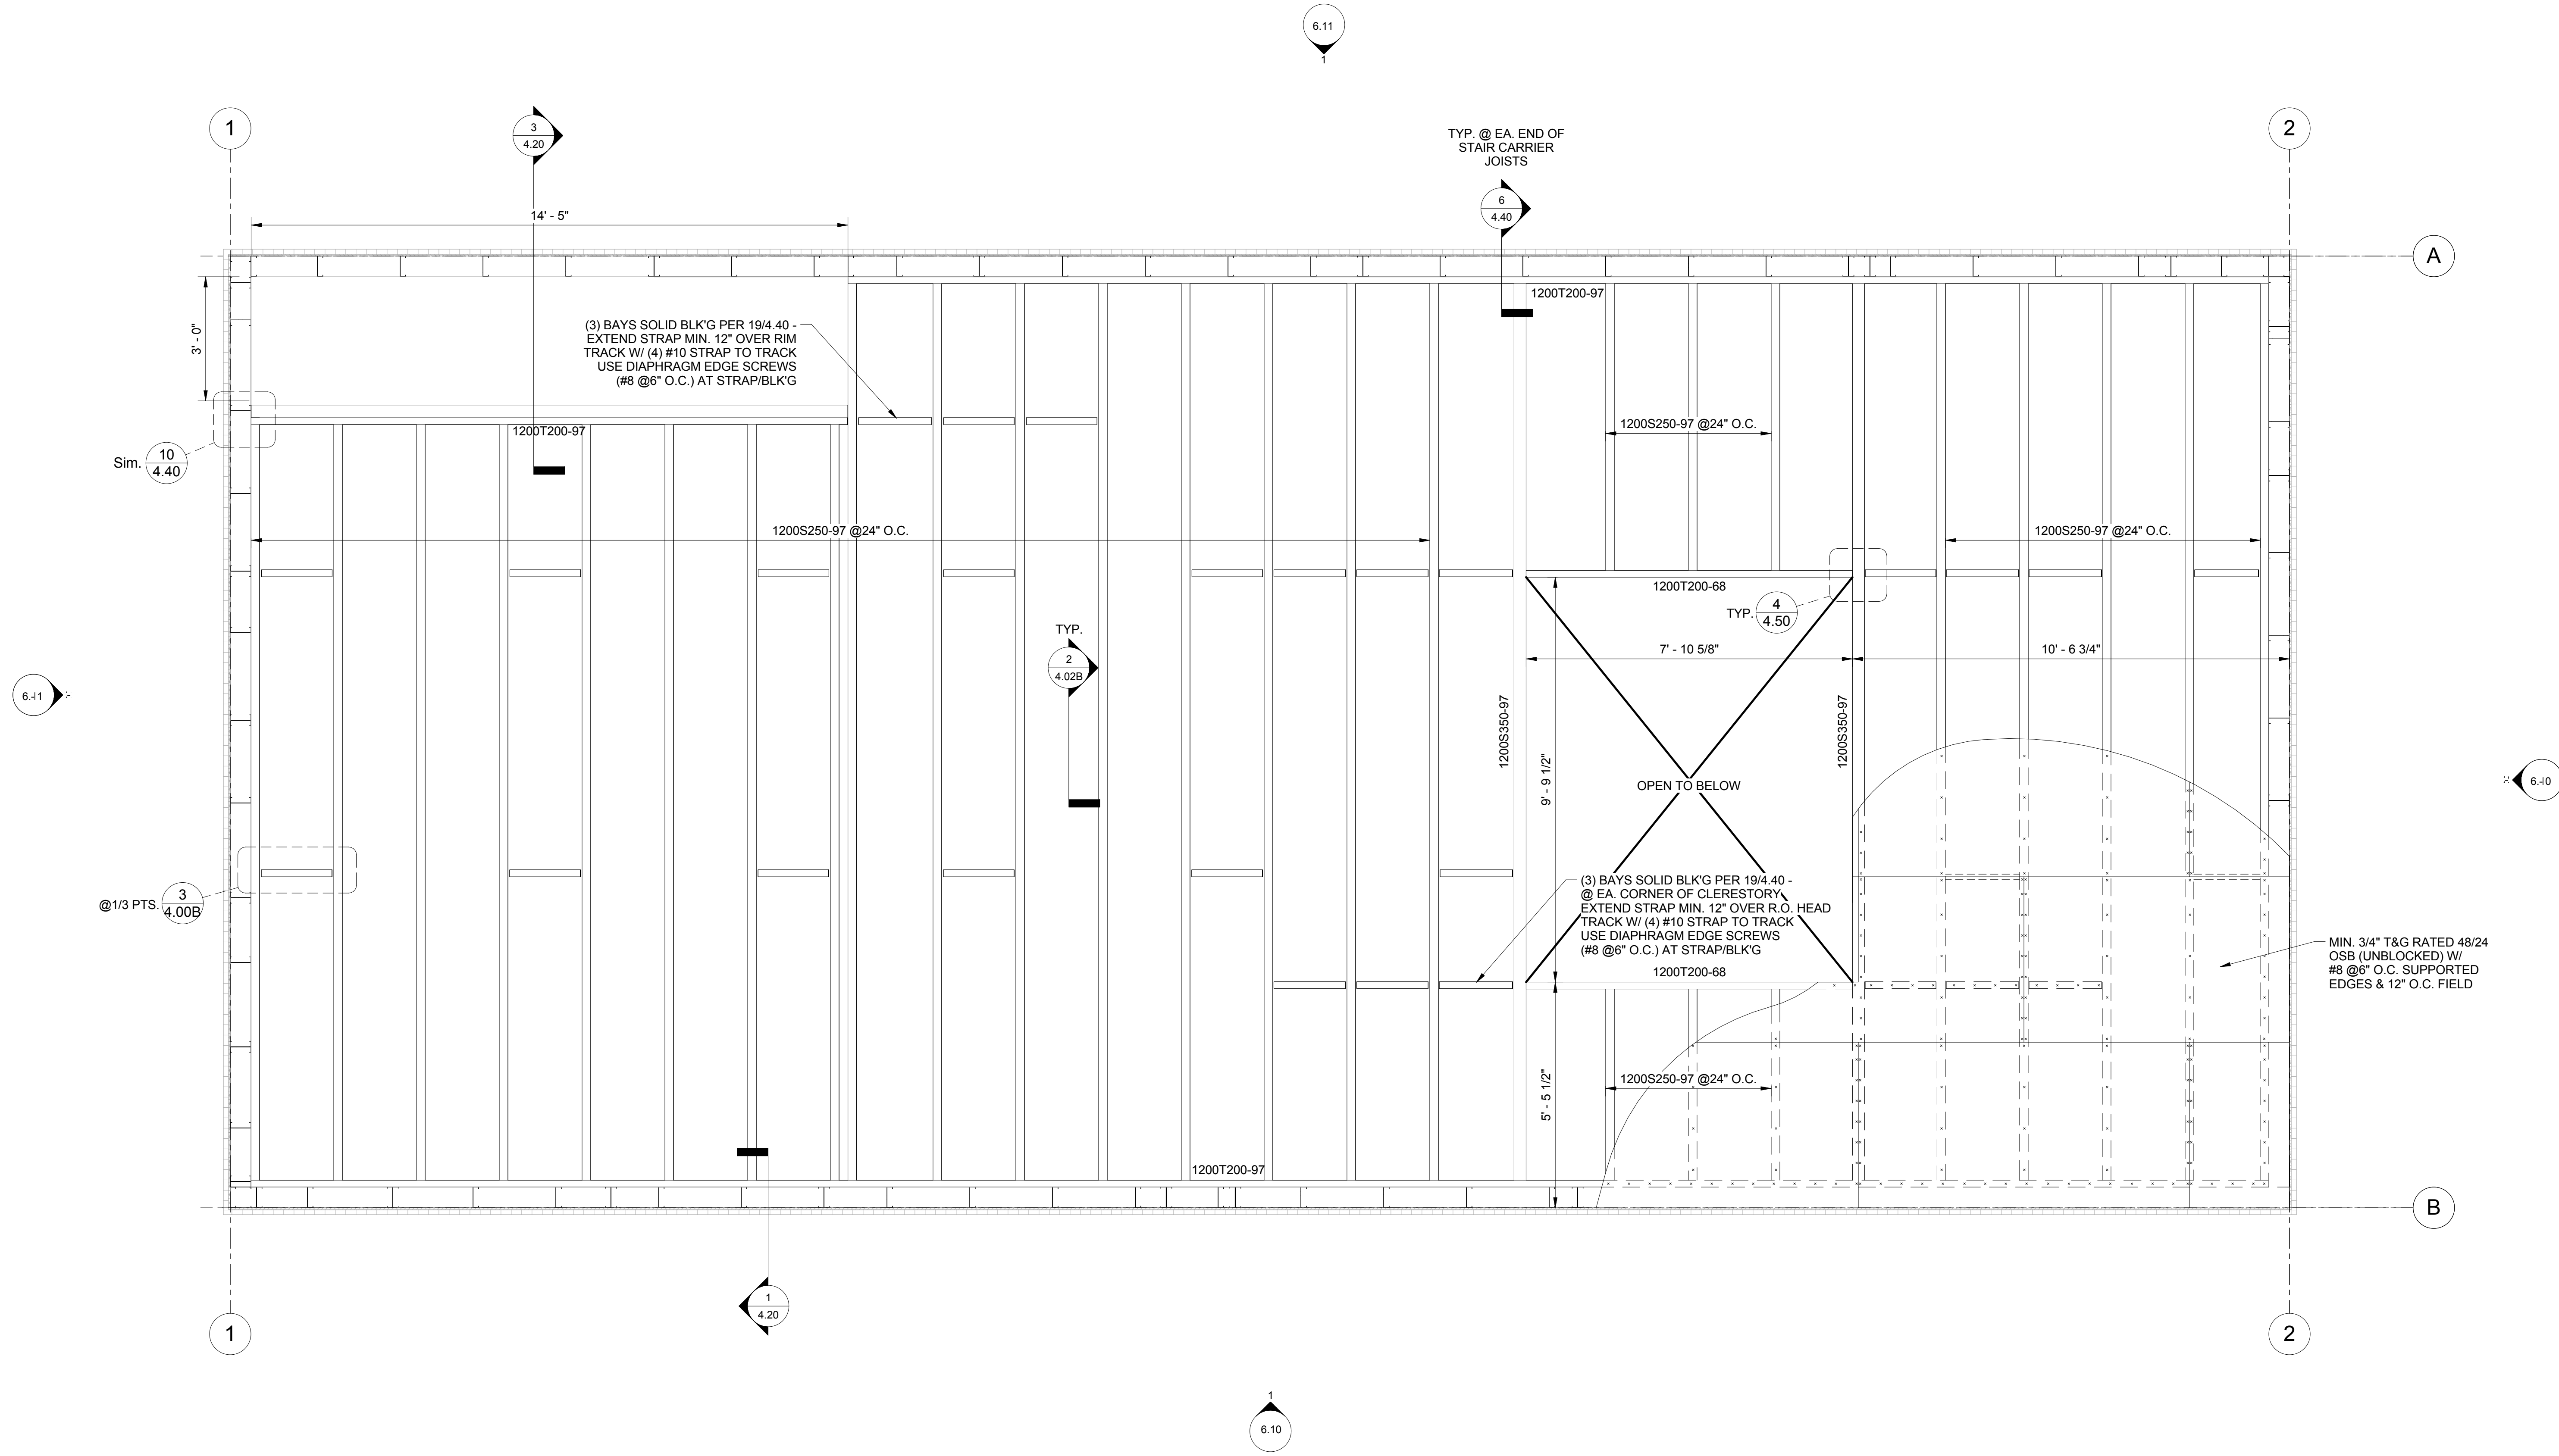 6.11
1
1
3
4.20
TYP. @ EA. END OF
STAIR CARRIER
JOISTS
2
6
4.40
14' - 5"
A
1200T200-97
3' - 0"
(3) BAYS SOLID BLK'G PER 19/4.40 -
EXTEND STRAP MIN. 12" OVER RIM
TRACK W/ (4) #10 STRAP TO TRACK
USE DIAPHRAGM EDGE SCREWS
(#8 @6" O.C.) AT STRAP/BLK'G
1200S250-97 @24" O.C.
1200T200-97
Sim.
10
4.40
1200S250-97 @24" O.C.
1200S250-97 @24" O.C.
1200T200-68
TYP.
4
4.50
TYP.
2
4.02B
7' - 10 5/8"
10' - 6 3/4"
1200S350-97
1200S350-97
9' - 9 1/2"
OPEN TO BELOW
(3) BAYS SOLID BLK'G PER 19/4.40 -
@ EA. CORNER OF CLERESTORY
EXTEND STRAP MIN. 12" OVER R.O. HEAD
TRACK W/ (4) #10 STRAP TO TRACK
USE DIAPHRAGM EDGE SCREWS
(#8 @6" O.C.) AT STRAP/BLK'G
@1/3 PTS.
3
4.00B
1200T200-68
MIN. 3/4" T&G RATED 48/24
OSB (UNBLOCKED) W/
#8 @6" O.C. SUPPORTED
EDGES & 12" O.C. FIELD
1200S250-97 @24" O.C.
5' - 5 1/2"
1200T200-97
B
1
4.20
1
2
1
6.10